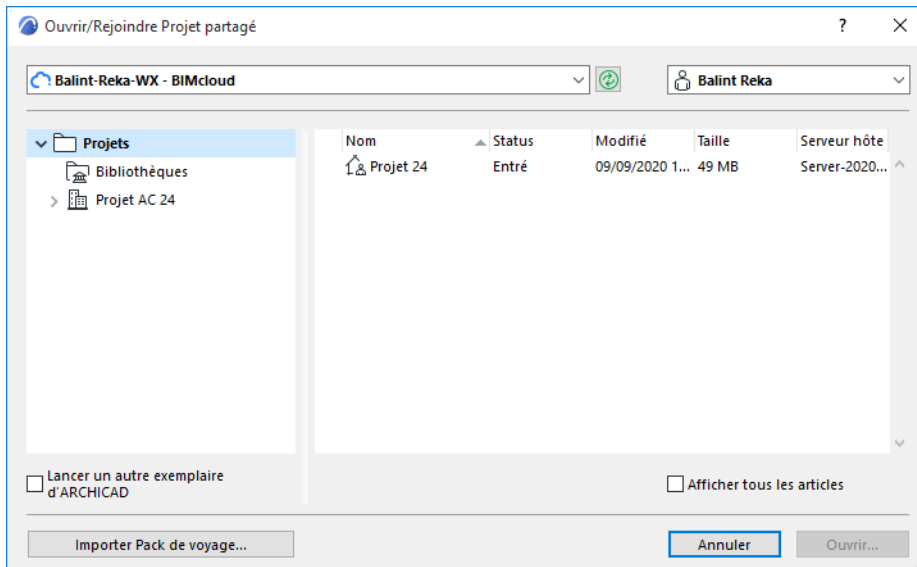 Ouvrir/Rejoindre Projet partagé
?
Balint-Reka-WX - BIMcloud
Balint Reka
Projets
Bibliothèques
Projet AC 24
Nom Status Modifié Taille Serveur hôte
Projet 24 Entré 09/09/2020 1... 49 MB Server-2020...
Lancer un autre exemplaire
d'ARCHICAD
Afficher tous les articles
Importer Pack de voyage...
Annuler
Ouvrir...